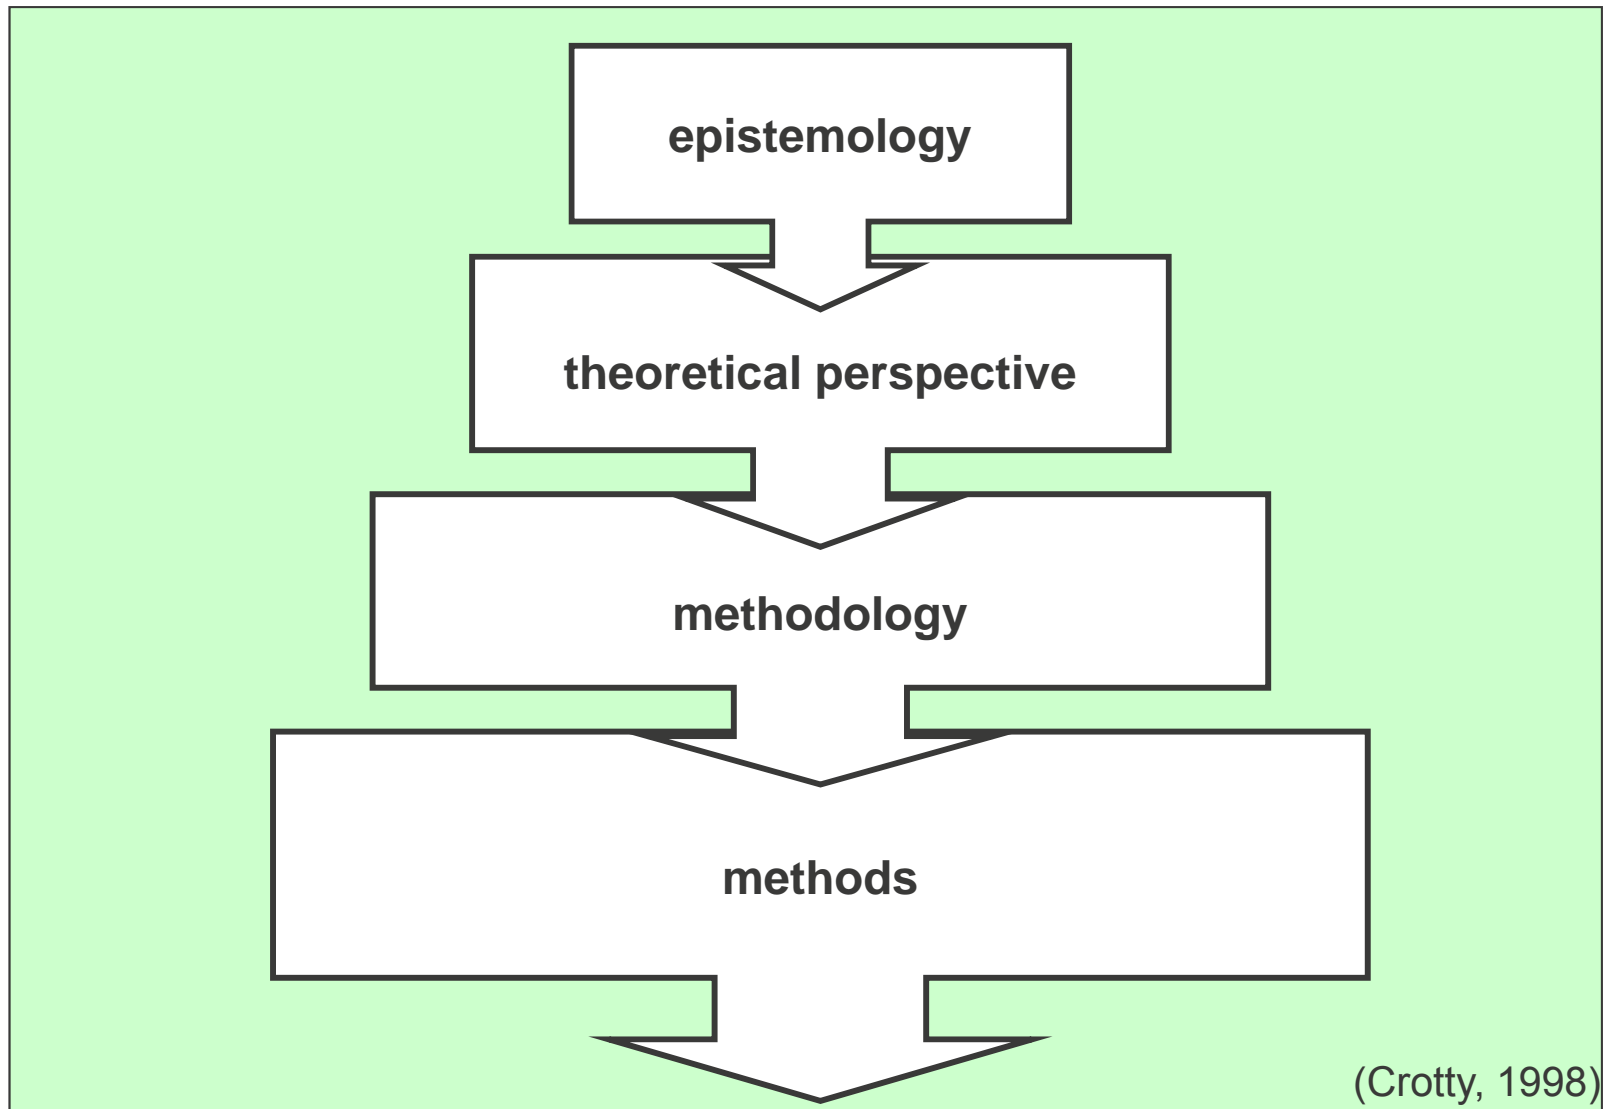 epistemology
theoretical perspective
methodology
methods
(Crotty, 1998)